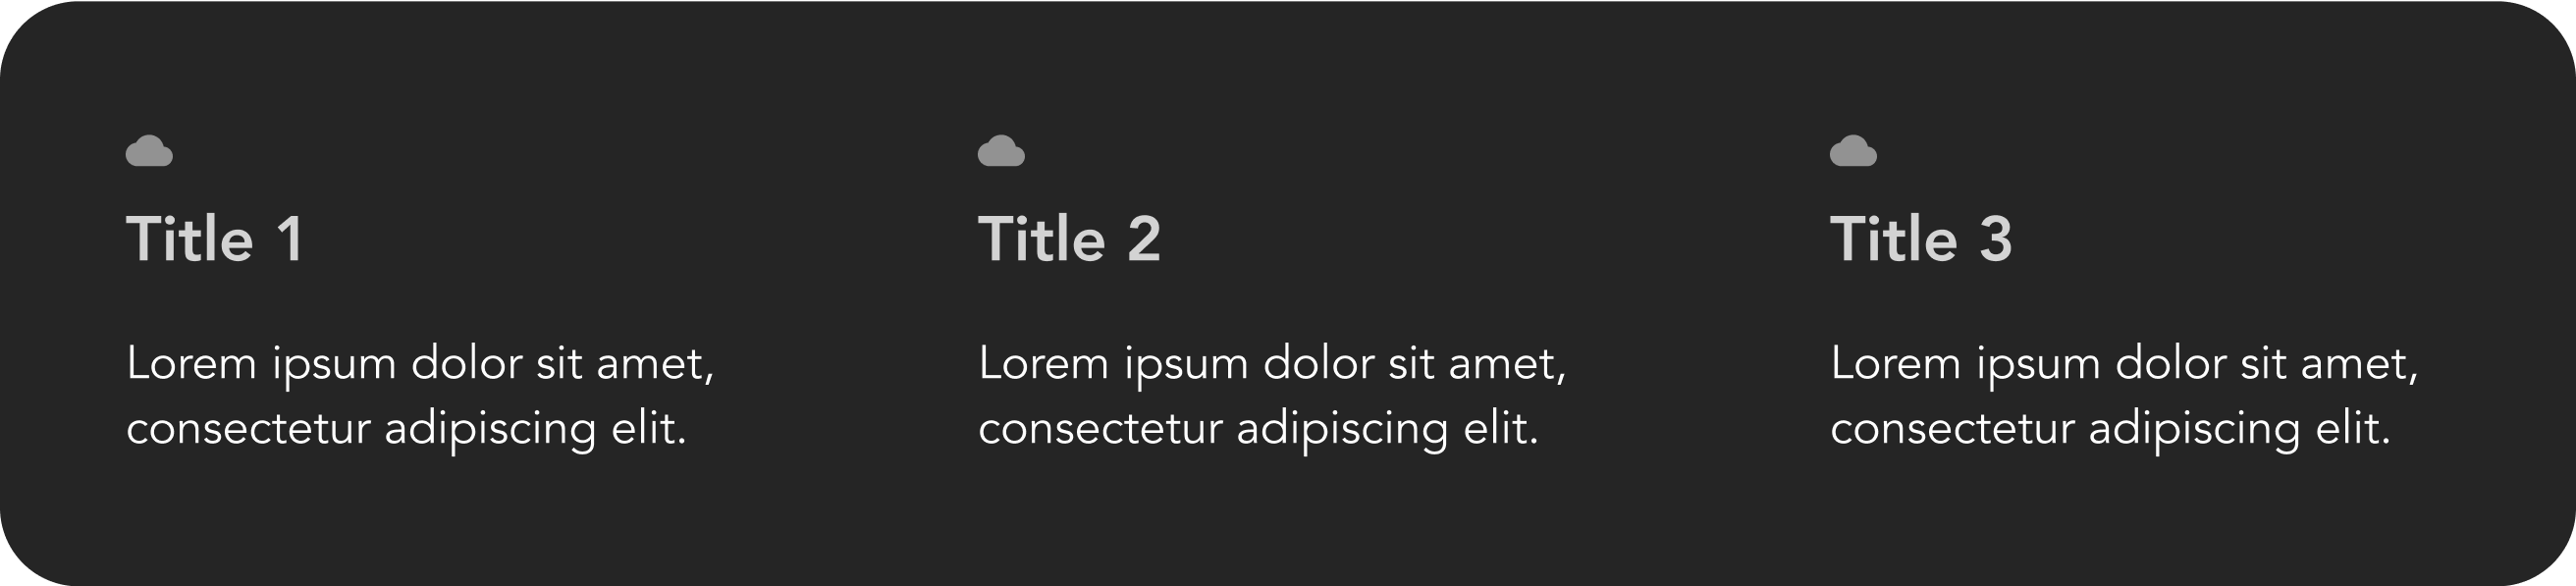 Title 1
Lorem ipsum dolor sit amet,
consectetur adipiscing elit.
Title 2
Lorem ipsum dolor sit amet,
consectetur adipiscing elit.
Title 3
Lorem ipsum dolor sit amet,
consectetur adipiscing elit.